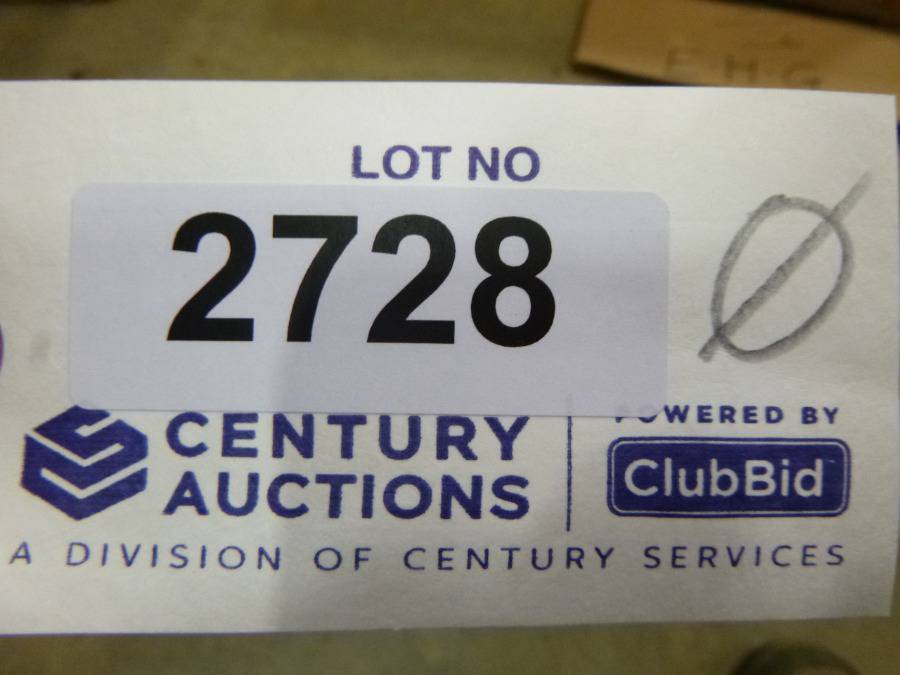 E.H.G
LOT NO
2728
Ø
CENTURY
AUCTIONS
POWERED BY
ClubBid
A DIVISION OF CENTURY SERVICES